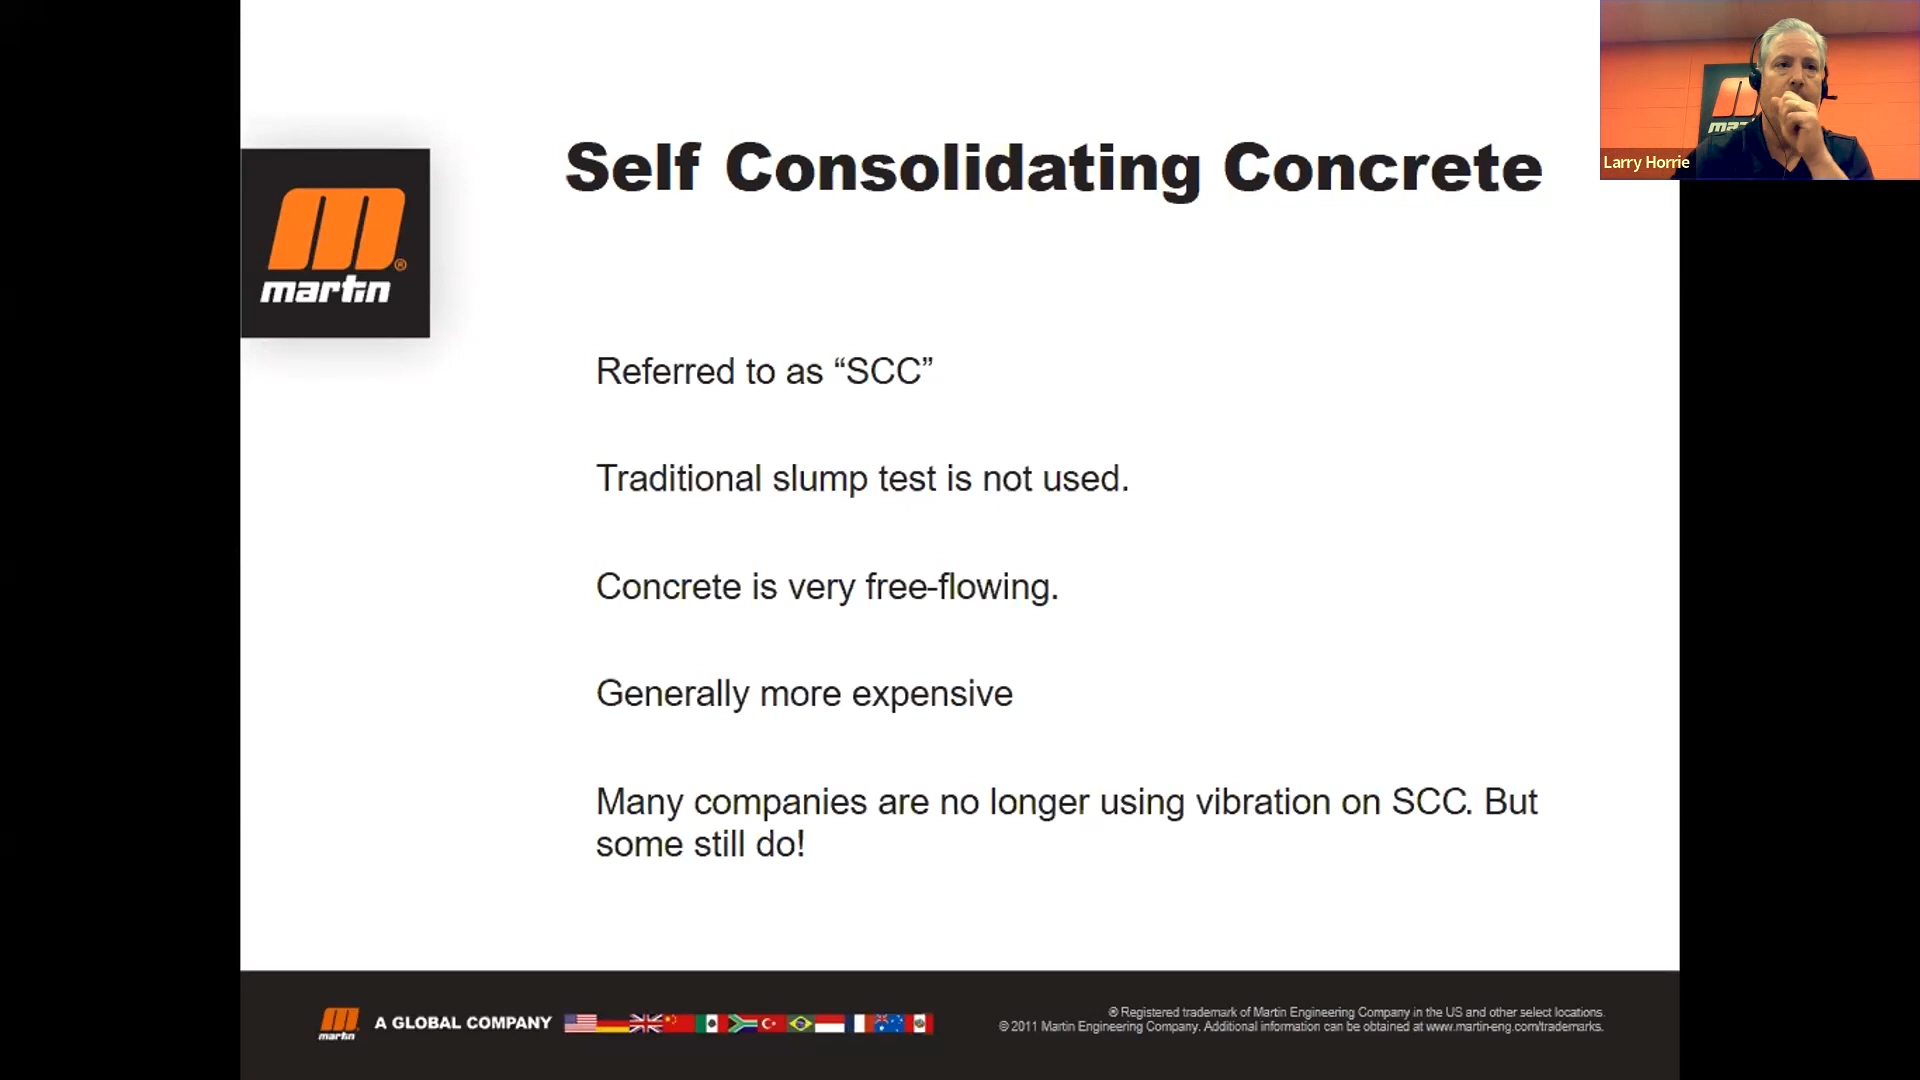 Self Consolidating Concrete
martin
Larry Horrie
martin
Referred to as “SCC”
Traditional slump test is not used.
Concrete is very free-flowing.
Generally more expensive
Many companies are no longer using vibration on SCC. But
some still do!
martin
A GLOBAL COMPANY
® Registered trademark of Martin Engineering Company in the US and other select locations.
© 2011 Martin Engineering Company. Additional information can be obtained at www.martin-eng.com/trademarks.